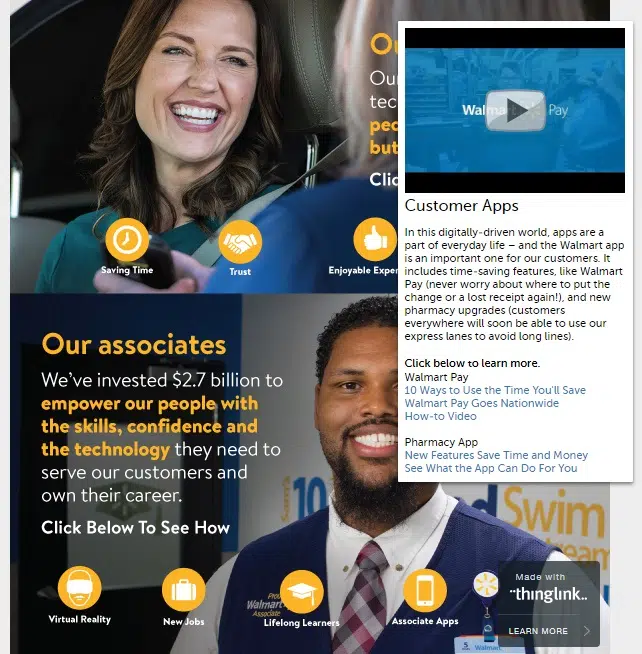 Ou
Our
tec
peo
but
Clic
Saving Time
Trust
Enjoyable Exper
Walmart Pay
Customer Apps
In this digitally-driven world, apps are a
part of everyday life – and the Walmart app
is an important one for our customers. It
includes time-saving features, like Walmart
Pay (never worry about where to put the
change or a lost receipt again!), and new
pharmacy upgrades (customers
everywhere will soon be able to use our
express lanes to avoid long lines).
Click below to learn more.
Walmart Pay
10 Ways to Use the Time You'll Save
Walmart Pay Goes Nationwide
How-to Video
Pharmacy App
New Features Save Time and Money
See What the App Can Do For You
Our associates
We've invested $2.7 billion to
empower our people with
the skills, confidence and
the technology they need to
serve our customers and
own their career.
Click Below To See How
10
d Swim
ream
Virtual Reality
New Jobs
Lifelong Learners
Associate Apps
Proud
Walmart
Associate
Walmart
Made with
thinglink..
LEARN MORE